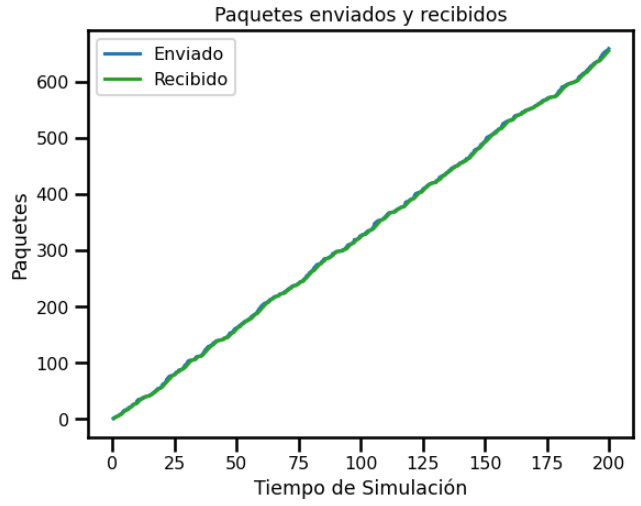 Paquetes enviados y recibidos
Enviado
Recibido
600
500
400
300
200
100
0
Paquetes
0 25 50 75 100 125 150 175 200
Tiempo de Simulación